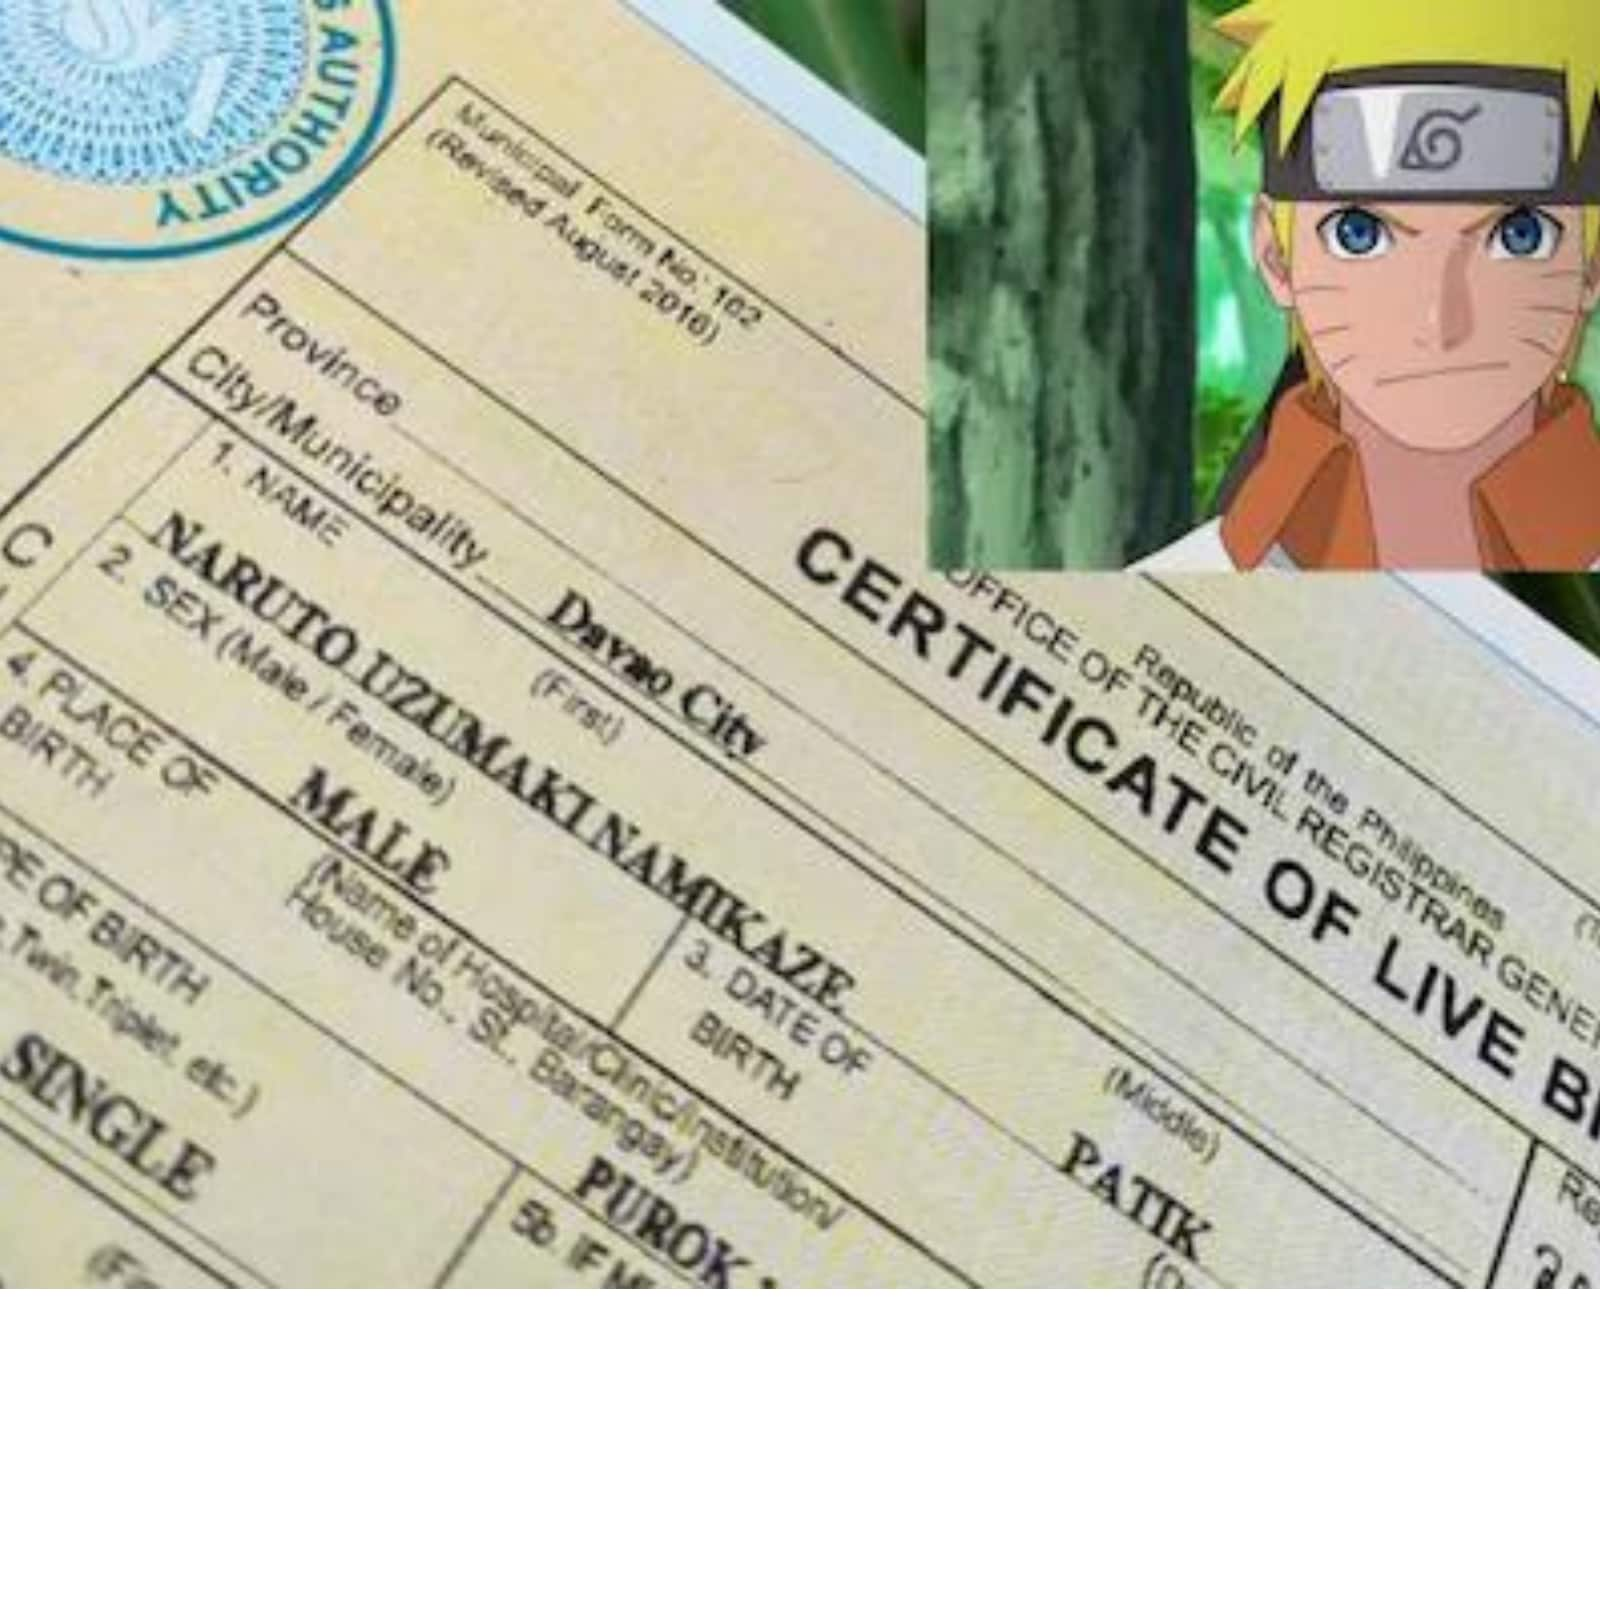 S AUTHORITY
Municipal Form No. 102
(Revised August 2016)
Republic of the Philippines
OFFICE OF THE CIVIL REGISTRAR GENE
CERTIFICATE OF LIVE B
Province
City/Municipality Davao City
1. NAME (First) (Middle)
NARUTO UZUMAKI NAMIKAZE PATIK
2. SEX (Male / Female)
MALE
3. DATE OF
BIRTH
4. PLACE OF
BIRTH
(Name of Hospital/Clinic/Institution/
House No., St., Barangay)
PUROK
PE OF BIRTH
Twin, Triplet, etc.)
SINGLE
5b. IF M